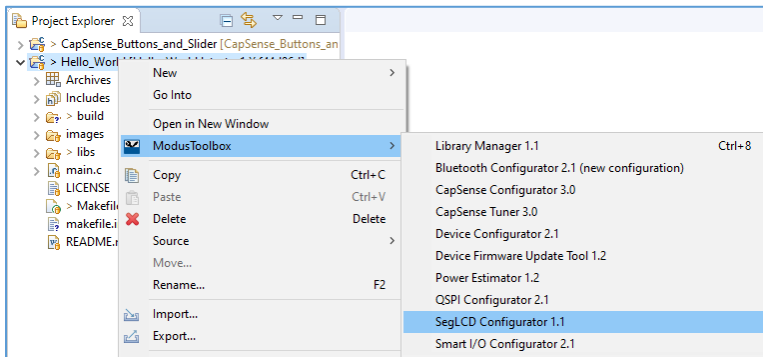 Project Explorer
> CapSense_Buttons_and_Slider [CapSense_Buttons_an
> Hello_Worl
Archives
Includes
> build
images
> libs
main.c
LICENSE
> Makefil
makefile.i
README.r
New
Go Into
Open in New Window
ModusToolbox
Copy Ctrl+C
Paste Ctrl+V
Delete Delete
Source
Move...
Rename... F2
Import...
Export...
Library Manager 1.1 Ctrl+8
Bluetooth Configurator 2.1 (new configuration)
CapSense Configurator 3.0
CapSense Tuner 3.0
Device Configurator 2.1
Device Firmware Update Tool 1.2
Power Estimator 1.2
QSPI Configurator 2.1
SegLCD Configurator 1.1
Smart I/O Configurator 2.1